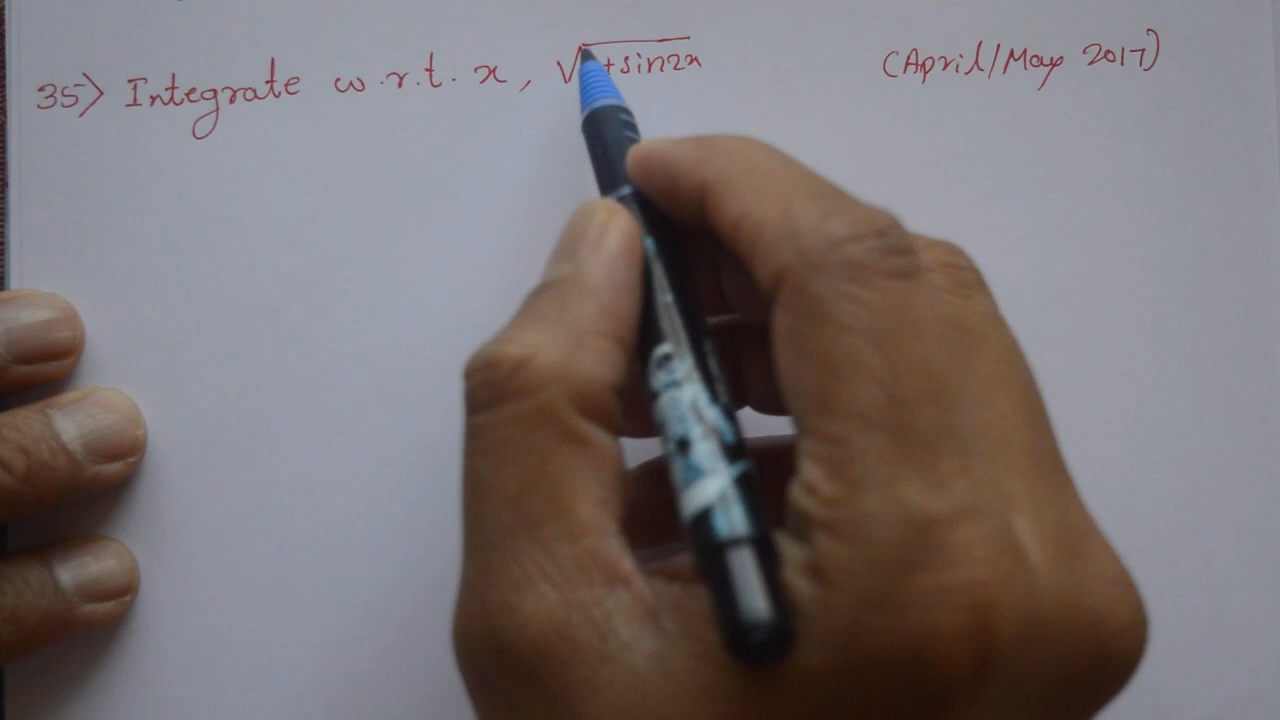 35) Integrate w.r.t. x, √ +sin2x (April/May 2017)